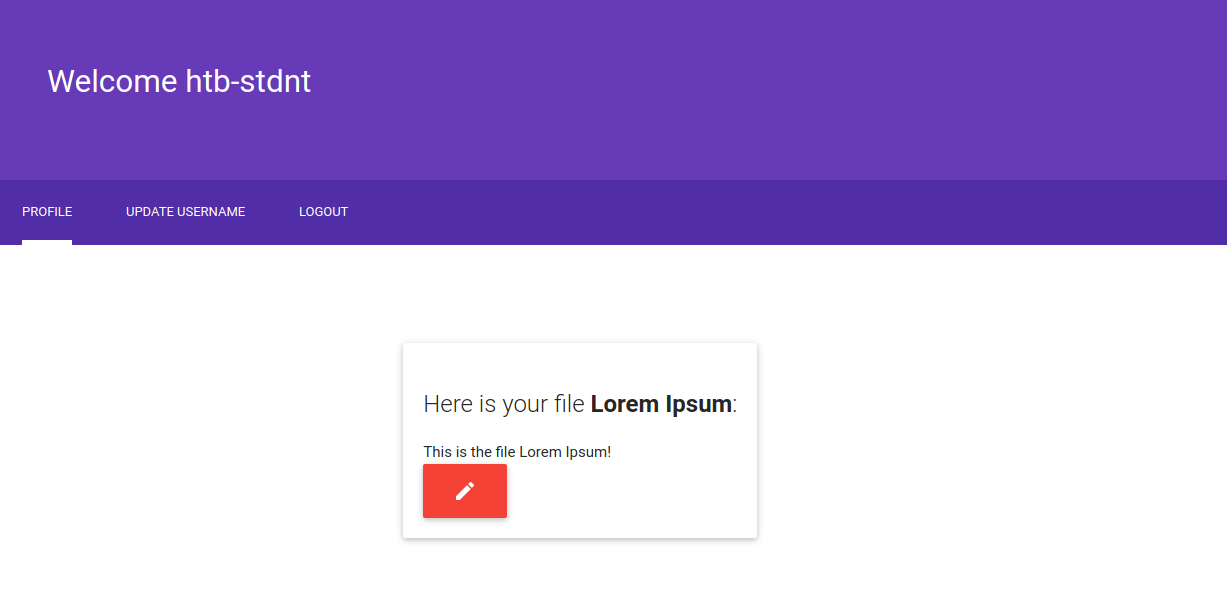 Welcome htb-stdnt
PROFILE UPDATE USERNAME LOGOUT
Here is your file Lorem Ipsum:
This is the file Lorem Ipsum!